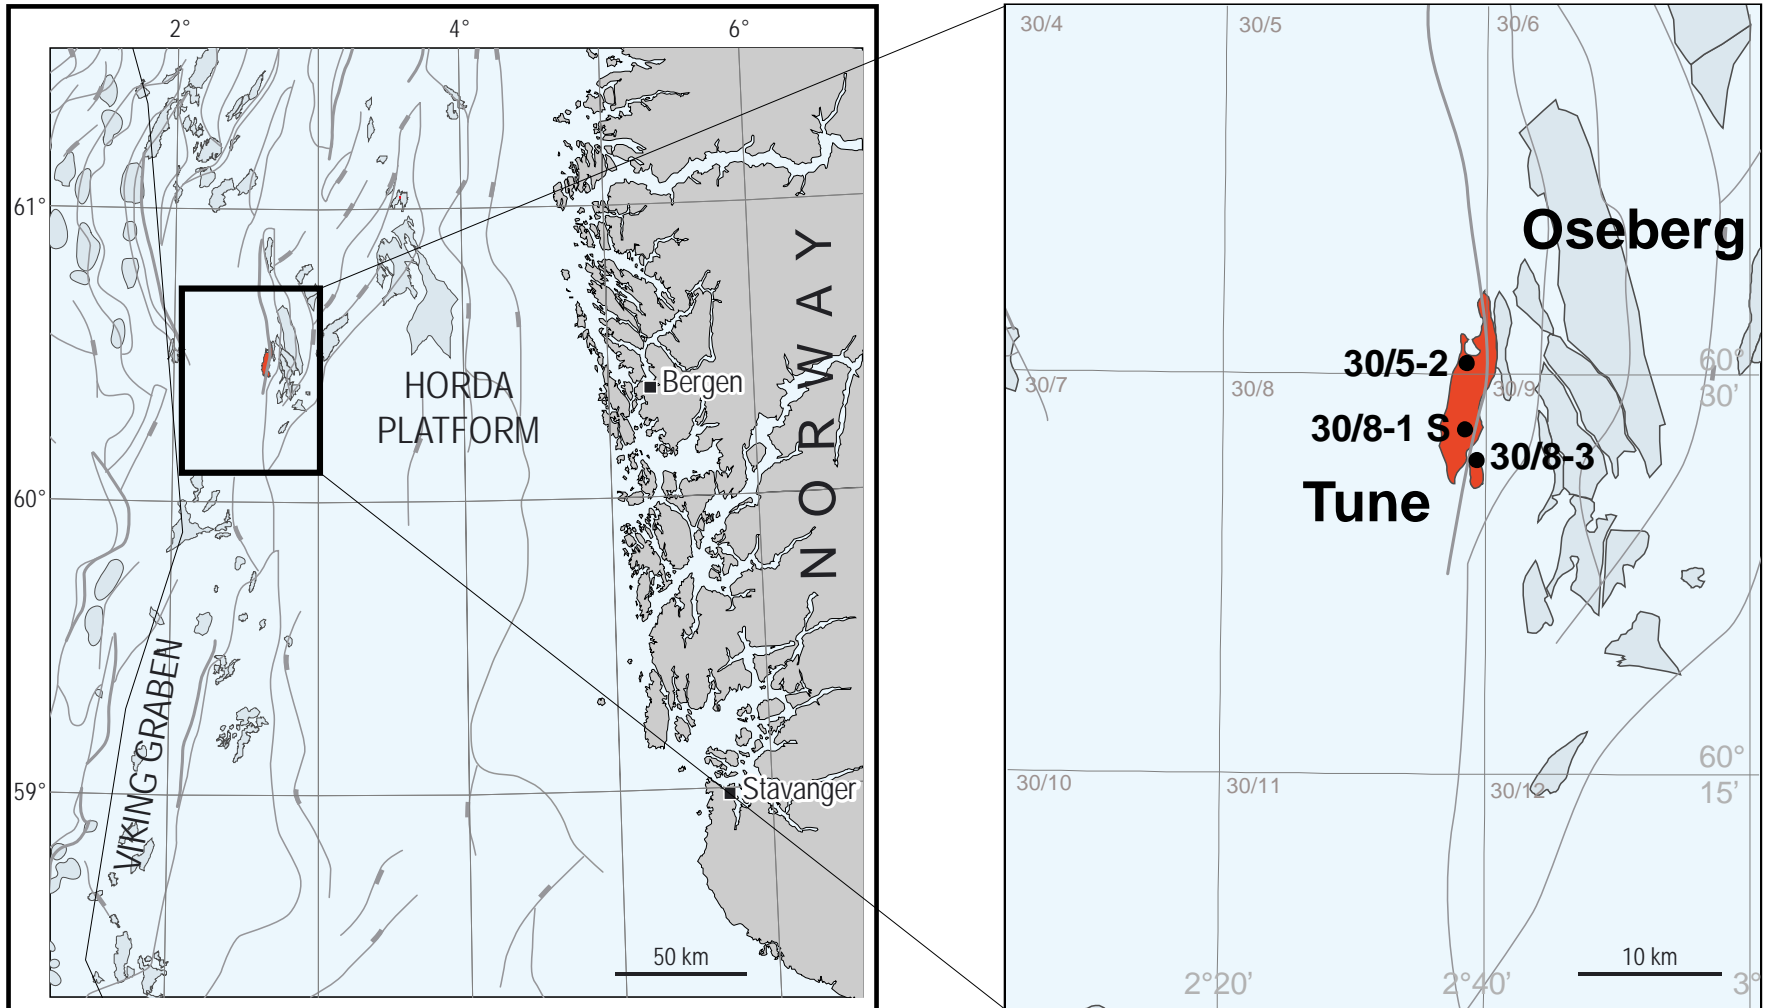 2°
4°
6°
61°
60°
59°
HORDA
PLATFORM
Bergen
NORWAY
VIKING GRABEN
Stavanger
50 km
30/4
30/5
30/6
Oseberg
30/5-2
60°
30'
30/7
30/8
30/9
30/8-1 S
30/8-3
Tune
60°
15'
30/10
30/11
30/12
10 km
2°20'
2°40'
3°